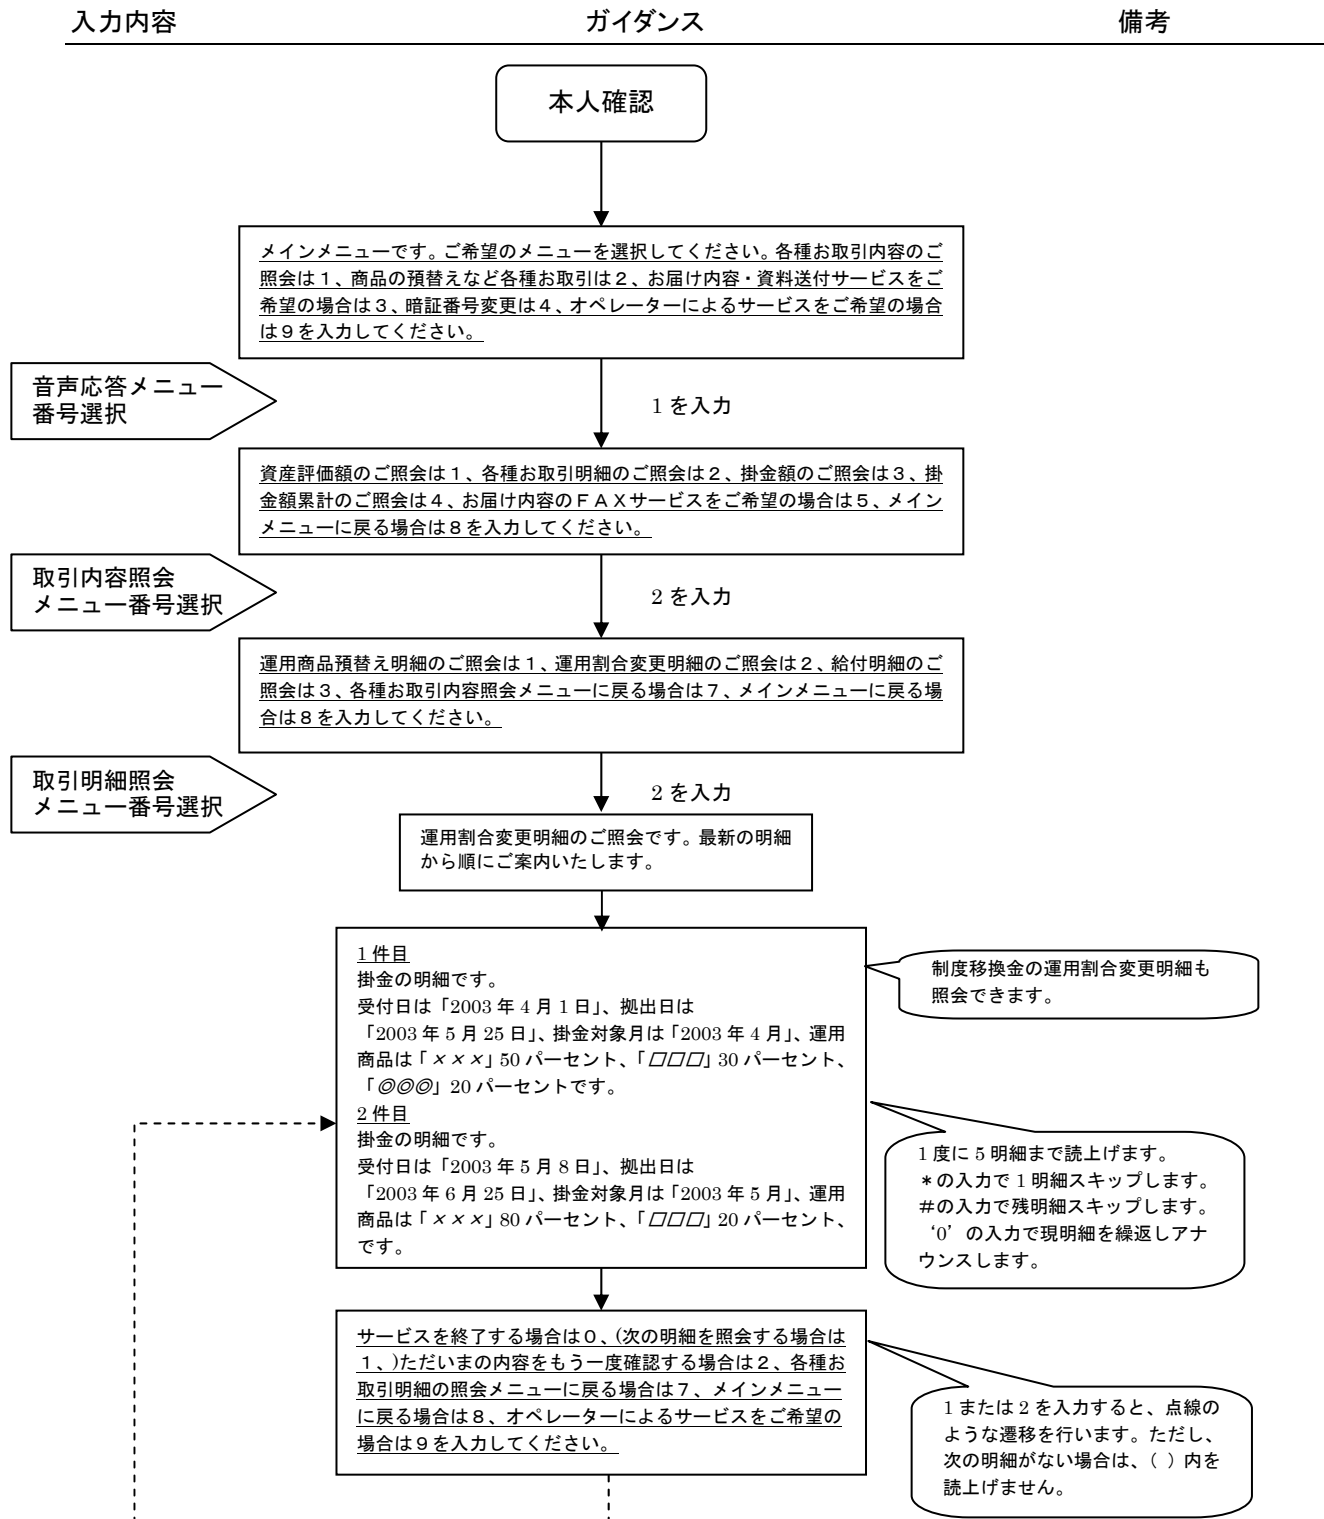 入力内容 ガイダンス 備考
本人確認
メインメニューです。ご希望のメニューを選択してください。各種お取引内容のご
照会は１、商品の預替えなど各種お取引は２、お届け内容・資料送付サービスをご
希望の場合は３、暗証番号変更は４、オペレーターによるサービスをご希望の場合
は９を入力してください。
音声応答メニュー
番号選択
1 を入力
資産評価額のご照会は１、各種お取引明細のご照会は２、掛金額のご照会は３、掛
金額累計のご照会は４、お届け内容のＦＡＸサービスをご希望の場合は５、メイン
メニューに戻る場合は８を入力してください。
取引内容照会
メニュー番号選択
2 を入力
運用商品預替え明細のご照会は１、運用割合変更明細のご照会は２、給付明細のご
照会は３、各種お取引内容照会メニューに戻る場合は７、メインメニューに戻る場
合は８を入力してください。
取引明細照会
メニュー番号選択
2 を入力
運用割合変更明細のご照会です。最新の明細
から順にご案内いたします。
1 件目
掛金の明細です。
受付日は「2003 年 4 月 1 日」、拠出日は
「2003 年 5 月 25 日」、掛金対象月は「2003 年 4 月」、運用
商品は「×××」50 パーセント、「□□□」30 パーセント、
「◎◎◎」20 パーセントです。
2 件目
掛金の明細です。
受付日は「2003 年 5 月 8 日」、拠出日は
「2003 年 6 月 25 日」、掛金対象月は「2003 年 5 月」、運用
商品は「×××」80 パーセント、「□□□」20 パーセント、
です。
制度移換金の運用割合変更明細も
照会できます。
1 度に 5 明細まで読上げます。
＊の入力で 1 明細スキップします。
＃の入力で残明細スキップします。
‘0’の入力で現明細を繰返しアナ
ウンスします。
サービスを終了する場合は０、(次の明細を照会する場合は
１、)ただいまの内容をもう一度確認する場合は２、各種お
取引明細の照会メニューに戻る場合は７、メインメニュー
に戻る場合は８、オペレーターによるサービスをご希望の
場合は９を入力してください。
1 または 2 を入力すると、点線の
ような遷移を行います。ただし、
次の明細がない場合は、( ) 内を
読上げません。